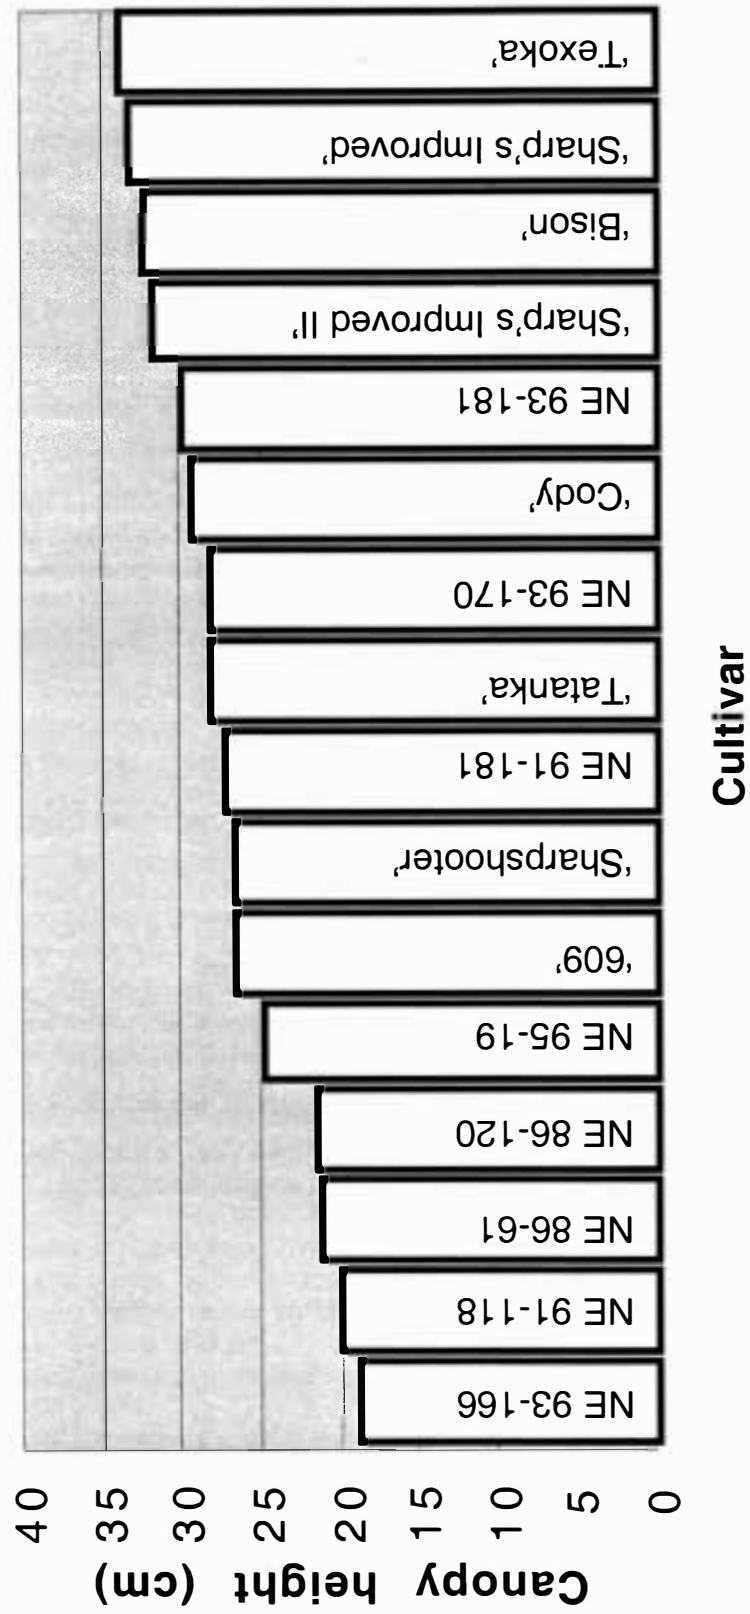 Canopy height (cm)
40
35
30
25
20
15
10
5
0
NE 93-166
NE 91-118
NE 86-61
NE 86-120
NE 95-19
'609'
'Sharpshooter'
NE 91-181
'Tatanka'
NE 93-170
'Cody'
NE 93-181
'Sharp's Improved II'
'Bison'
'Sharp's Improved'
'Texoka'
Cultivar